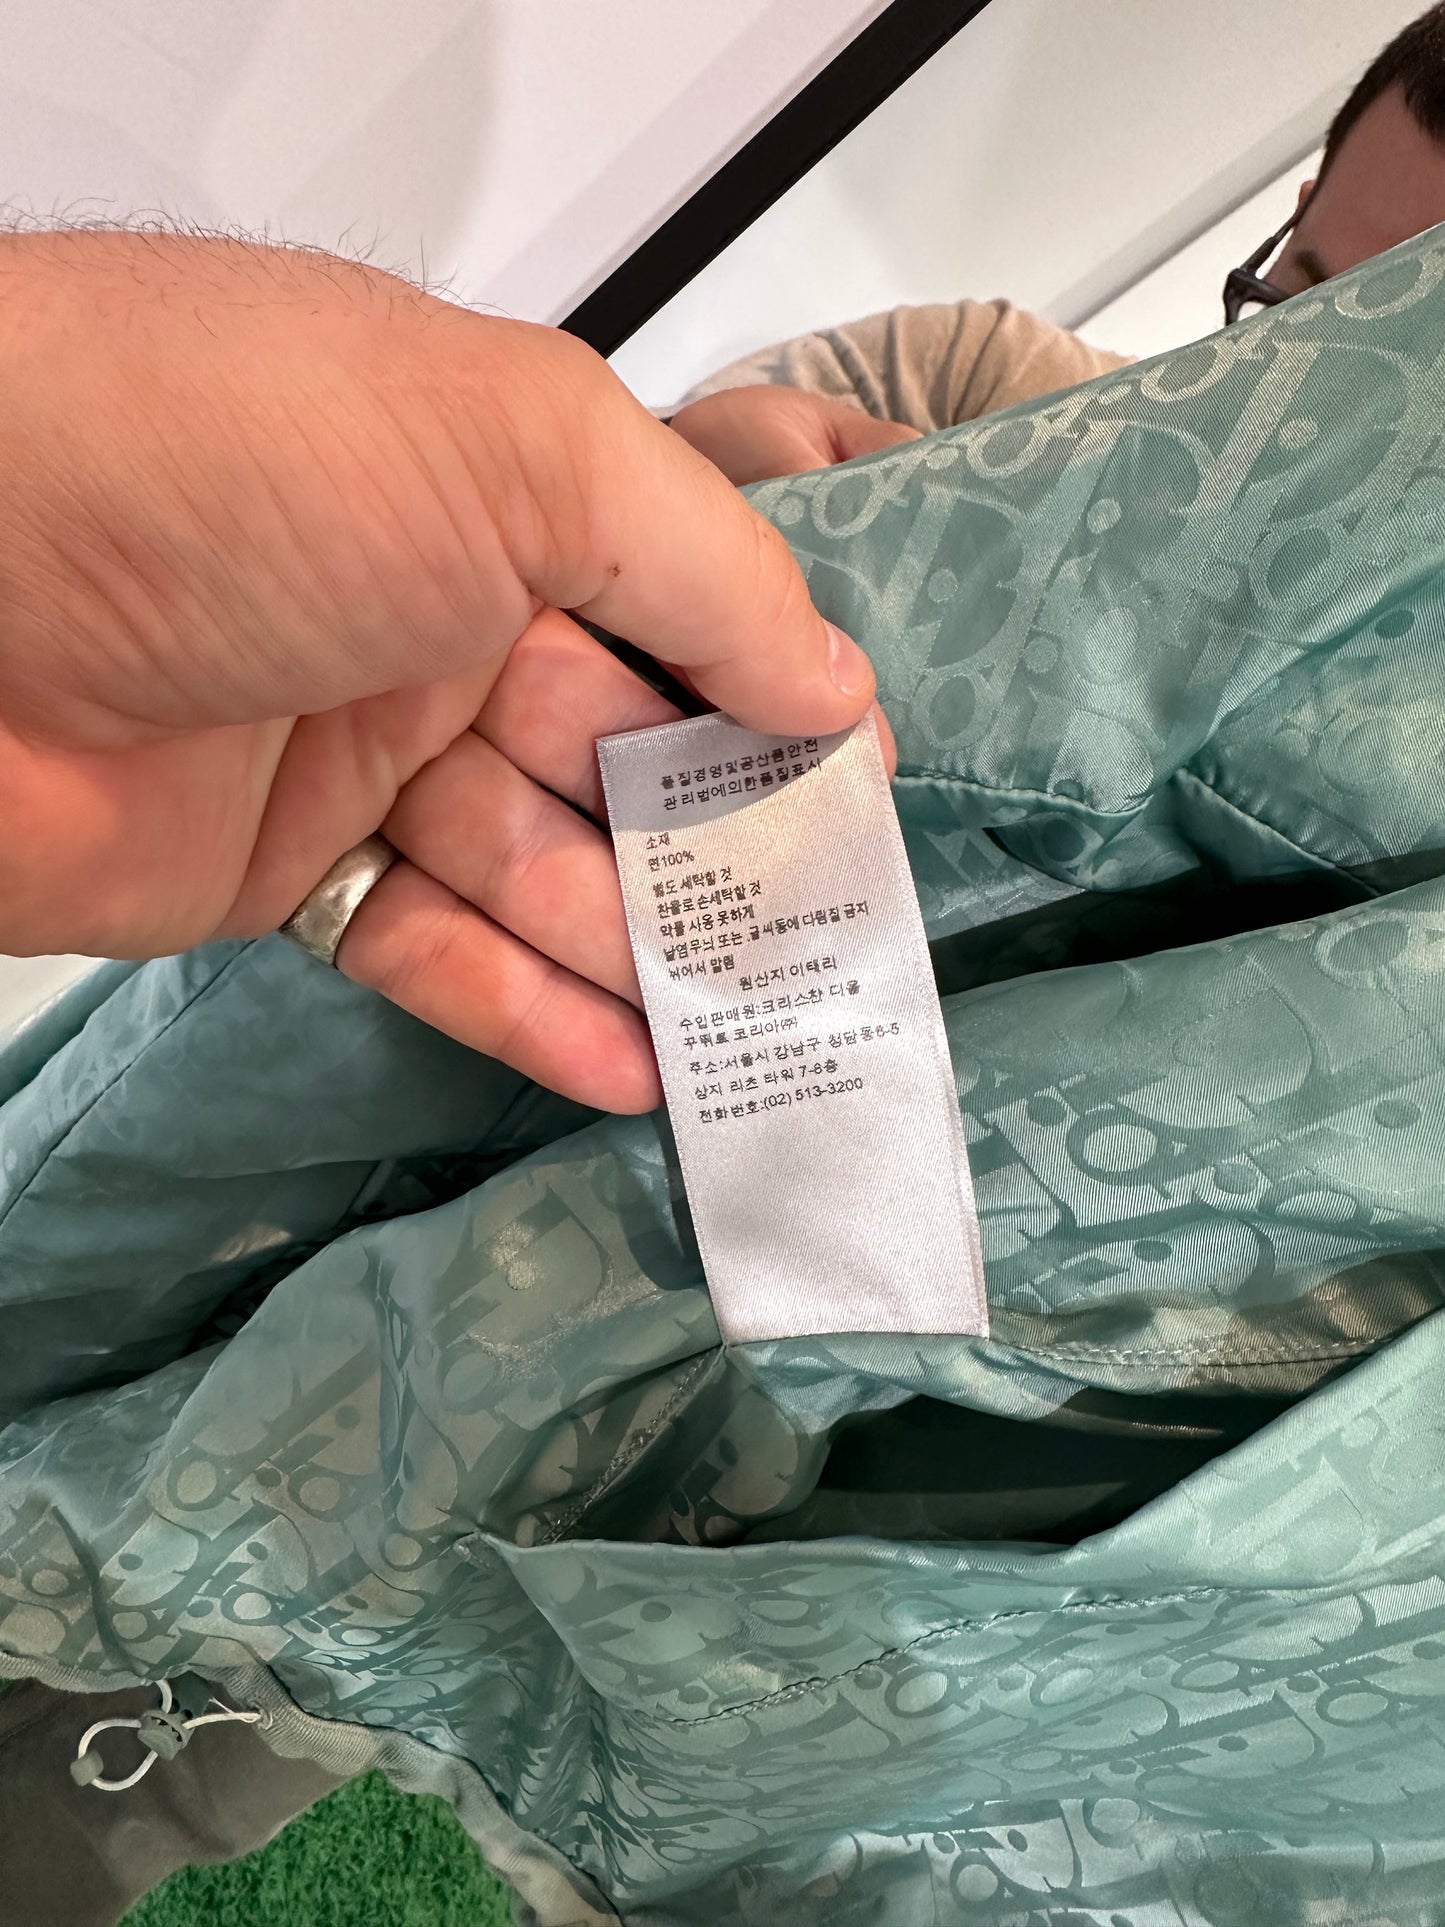 품질경영및공산품안전
관리법에의한품질표시
소재
면100%
별도 세탁할 것
찬물로 손세탁할 것
약품 사용 못하게
날염무늬 또는 .글씨등에 다림질 금지
뉘어서 말림
원산지 이태리
수입판매원:크리스찬 디올
꾸뛰르 코리아㈜
주소:서울시 강남구 청담동6-5
상지 리츠 타워 7-8층
전화번호:(02) 513-3200
Dior